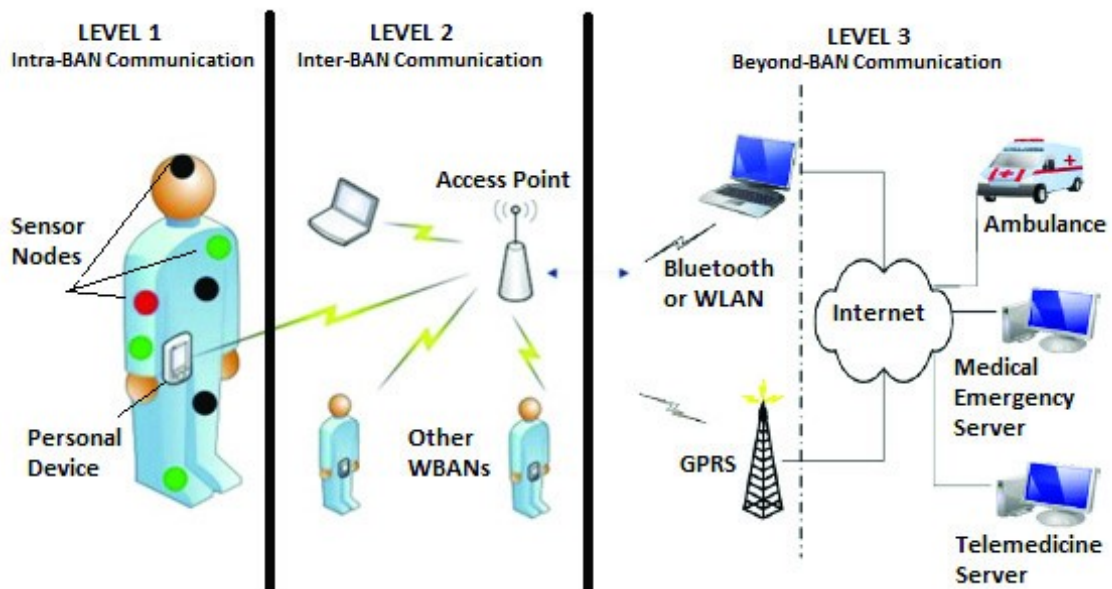 LEVEL 1
Intra-BAN Communication
LEVEL 2
Inter-BAN Communication
LEVEL 3
Beyond-BAN Communication
Sensor
Nodes
Personal
Device
Access Point
Other
WBANs
Bluetooth
or WLAN
GPRS
Internet
Ambulance
Medical
Emergency
Server
Telemedicine
Server